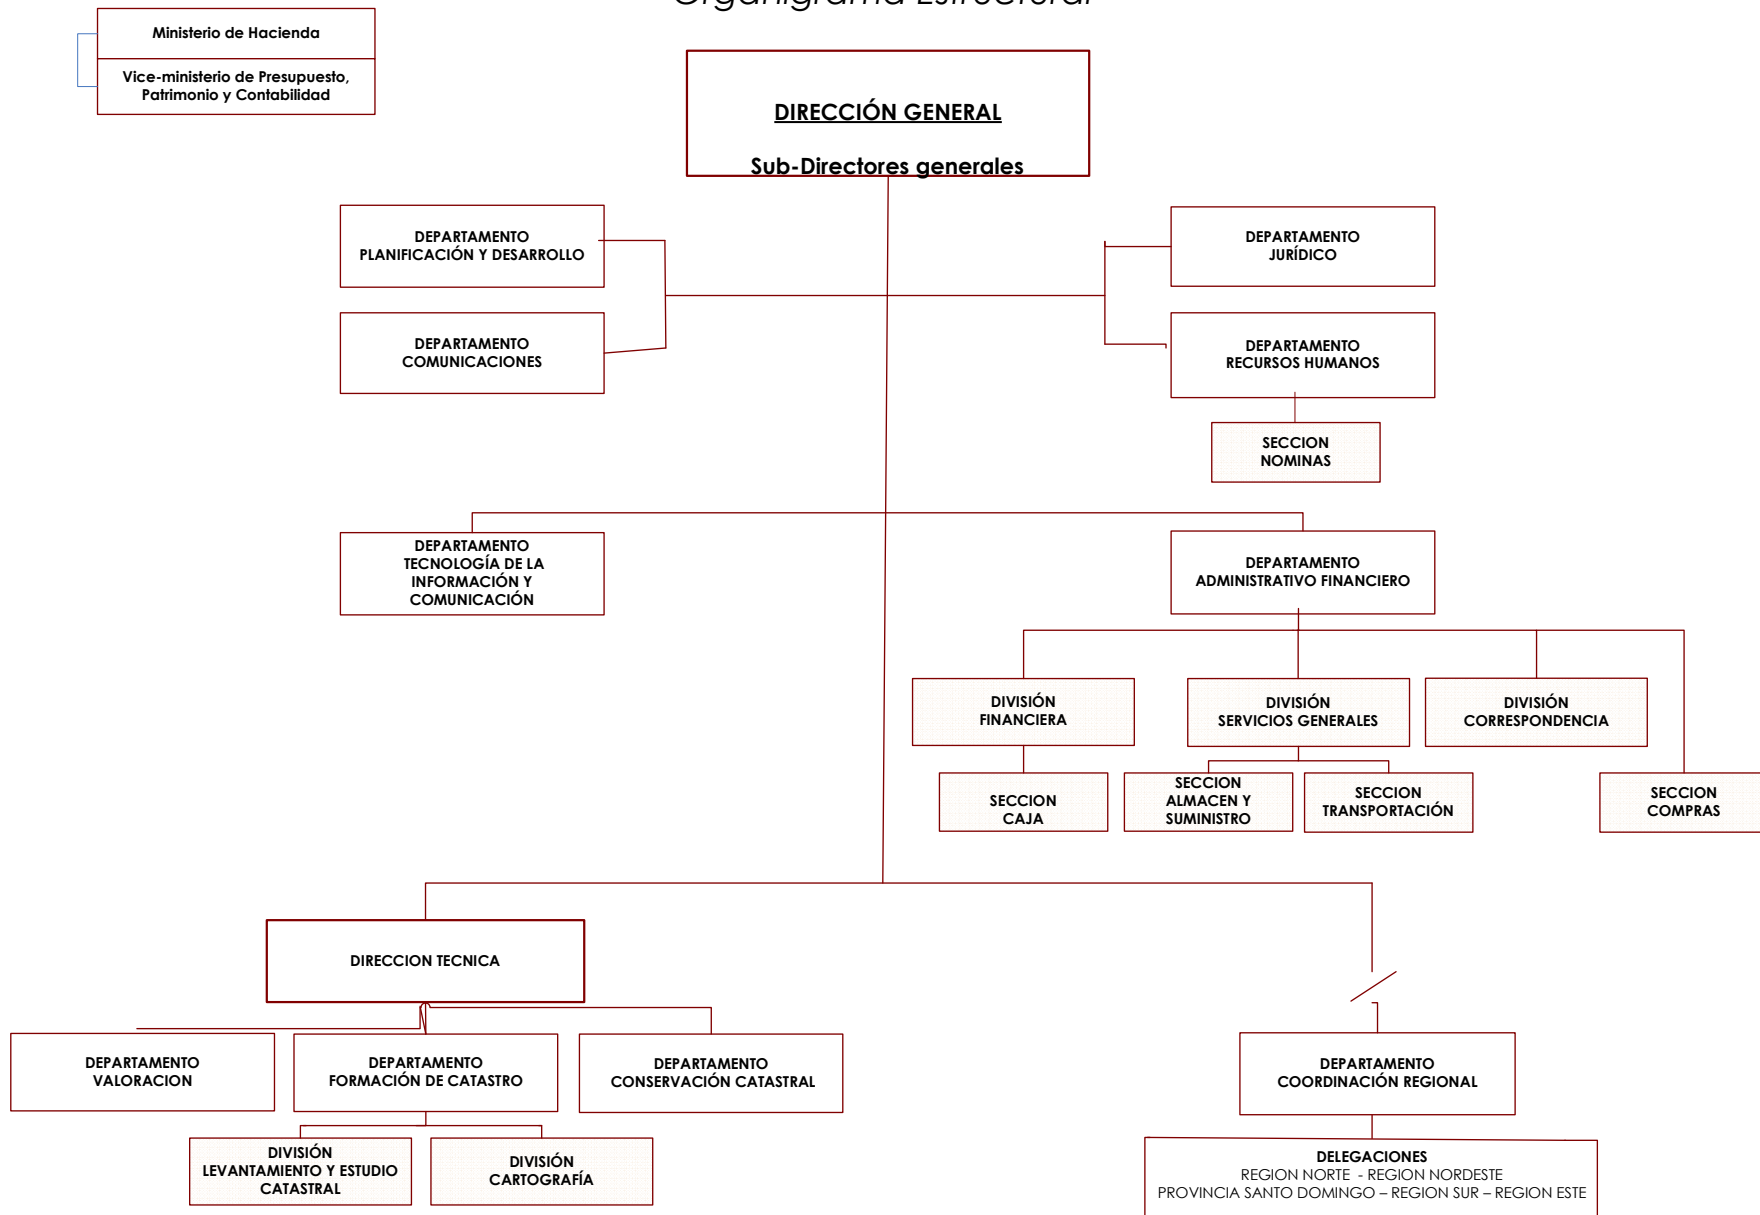 Organigrama Estructural
Ministerio de Hacienda
Vice-ministerio de Presupuesto,
Patrimonio y Contabilidad
DIRECCIÓN GENERAL
Sub-Directores generales
DEPARTAMENTO
PLANIFICACIÓN Y DESARROLLO
DEPARTAMENTO
JURÍDICO
DEPARTAMENTO
COMUNICACIONES
DEPARTAMENTO
RECURSOS HUMANOS
SECCION
NOMINAS
DEPARTAMENTO
TECNOLOGÍA DE LA
INFORMACIÓN Y
COMUNICACIÓN
DEPARTAMENTO
ADMINISTRATIVO FINANCIERO
DIVISIÓN
FINANCIERA
DIVISIÓN
SERVICIOS GENERALES
DIVISIÓN
CORRESPONDENCIA
SECCION
CAJA
SECCION
ALMACEN Y
SUMINISTRO
SECCION
TRANSPORTACIÓN
SECCION
COMPRAS
DIRECCION TECNICA
DEPARTAMENTO
VALORACION
DEPARTAMENTO
FORMACIÓN DE CATASTRO
DEPARTAMENTO
CONSERVACIÓN CATASTRAL
DEPARTAMENTO
COORDINACIÓN REGIONAL
DIVISIÓN
LEVANTAMIENTO Y ESTUDIO
CATASTRAL
DIVISIÓN
CARTOGRAFÍA
DELEGACIONES
REGION NORTE - REGION NORDESTE
PROVINCIA SANTO DOMINGO – REGION SUR – REGION ESTE